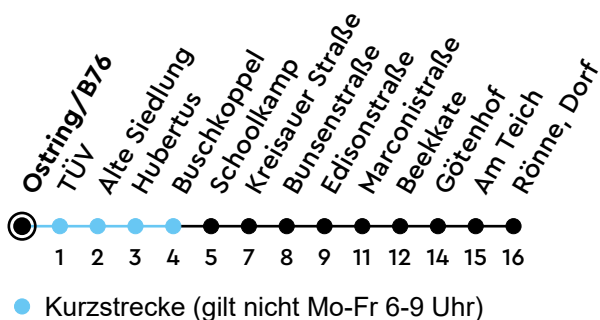 Ostring/B76
TÜV
Alte Siedlung
Hubertus
Buschkoppel
Schoolkamp
Kreisauer Straße
Bunsenstraße
Edisonstraße
Marconistraße
Beekkate
Götenhof
Am Teich
Rönne, Dorf
1 2 3 4 5 7 8 9 11 12 14 15 16
Kurzstrecke (gilt nicht Mo-Fr 6-9 Uhr)